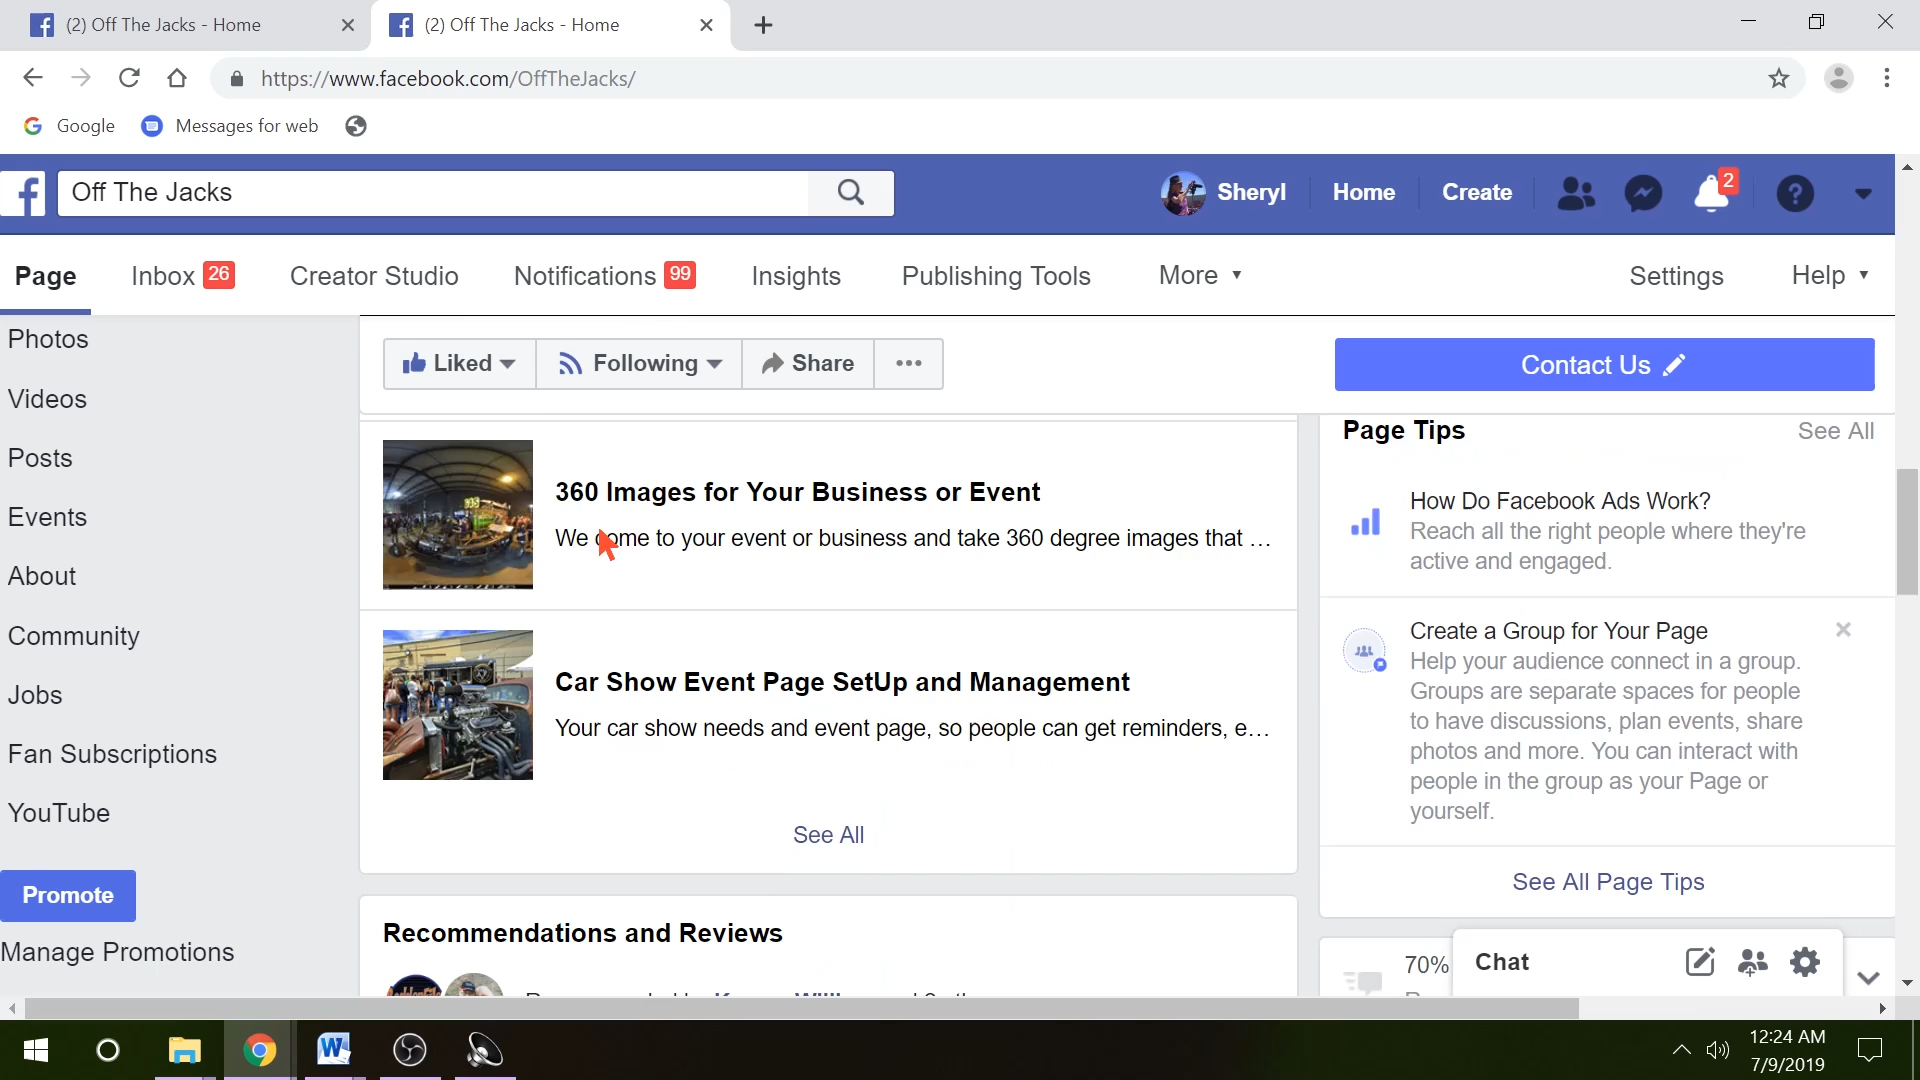 (2) Off The Jacks - Home
(2) Off The Jacks - Home
https://www.facebook.com/OffTheJacks/
Google
Messages for web
Off The Jacks
Sheryl
Home
Create
2
Page
Inbox 26
Creator Studio
Notifications 99
Insights
Publishing Tools
More
Settings
Help
Photos
Videos
Posts
Events
About
Community
Jobs
Fan Subscriptions
YouTube
Promote
Manage Promotions
Liked
Following
Share
Contact Us
360 Images for Your Business or Event
We come to your event or business and take 360 degree images that ...
Car Show Event Page SetUp and Management
Your car show needs and event page, so people can get reminders, e...
See All
Recommendations and Reviews
Page Tips
See All
How Do Facebook Ads Work?
Reach all the right people where they're
active and engaged.
Create a Group for Your Page
Help your audience connect in a group.
Groups are separate spaces for people
to have discussions, plan events, share
photos and more. You can interact with
people in the group as your Page or
yourself.
See All Page Tips
70%
Chat
12:24 AM
7/9/2019